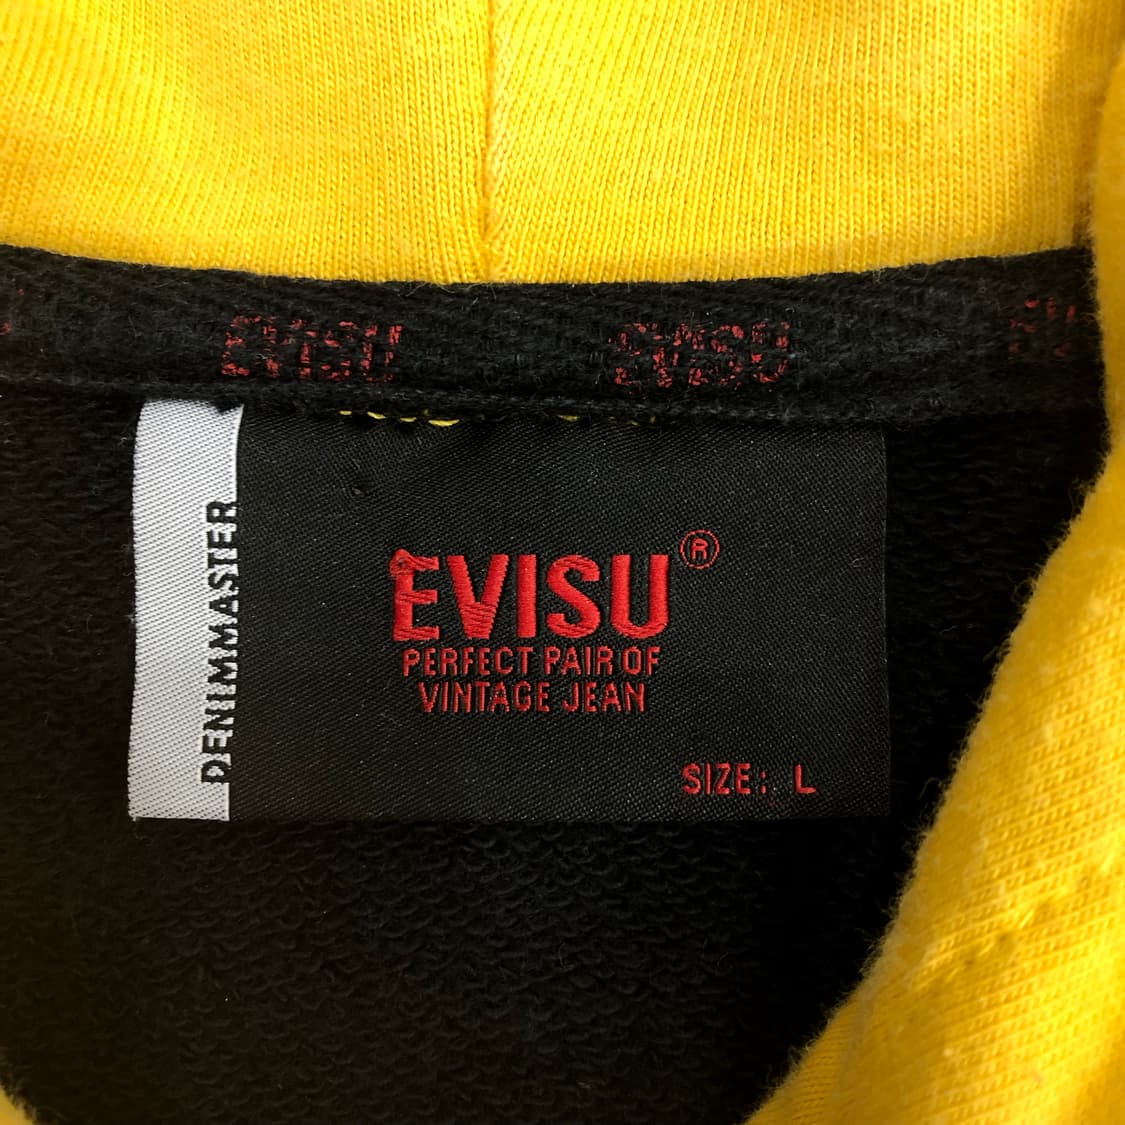 EVISU EVISU
DENIMMASTER
EVISU®
PERFECT PAIR OF
VINTAGE JEAN
SIZE: L